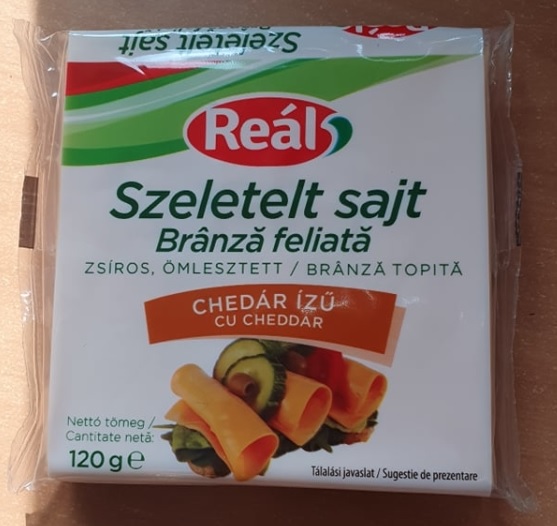 Szeletelt sajt
Reál
Szeletelt sajt
Brânză feliată
ZSÍROS, ÖMLESZTETT / BRÂNZĂ TOPITĂ
CHEDÁR ÍZŰ
CU CHEDDAR
Nettó tömeg /
Cantitate netă:
120 g e
Tálalási javaslat / Sugestie de prezentare